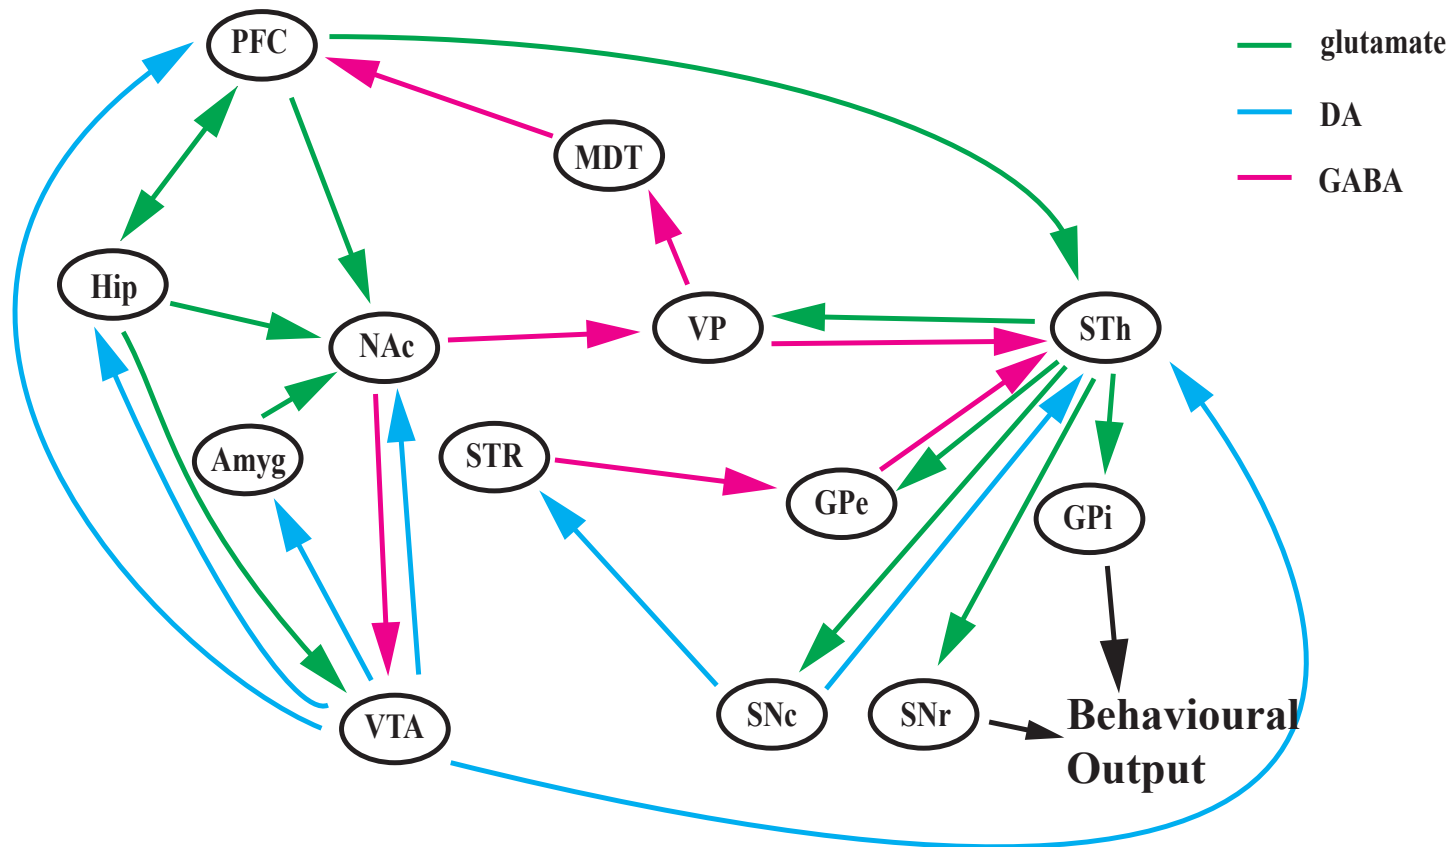 PFC
glutamate
DA
MDT
GABA
Hip
VP
STh
NAc
Amyg
STR
GPe
GPi
VTA
SNc
SNr
Behavioural
Output